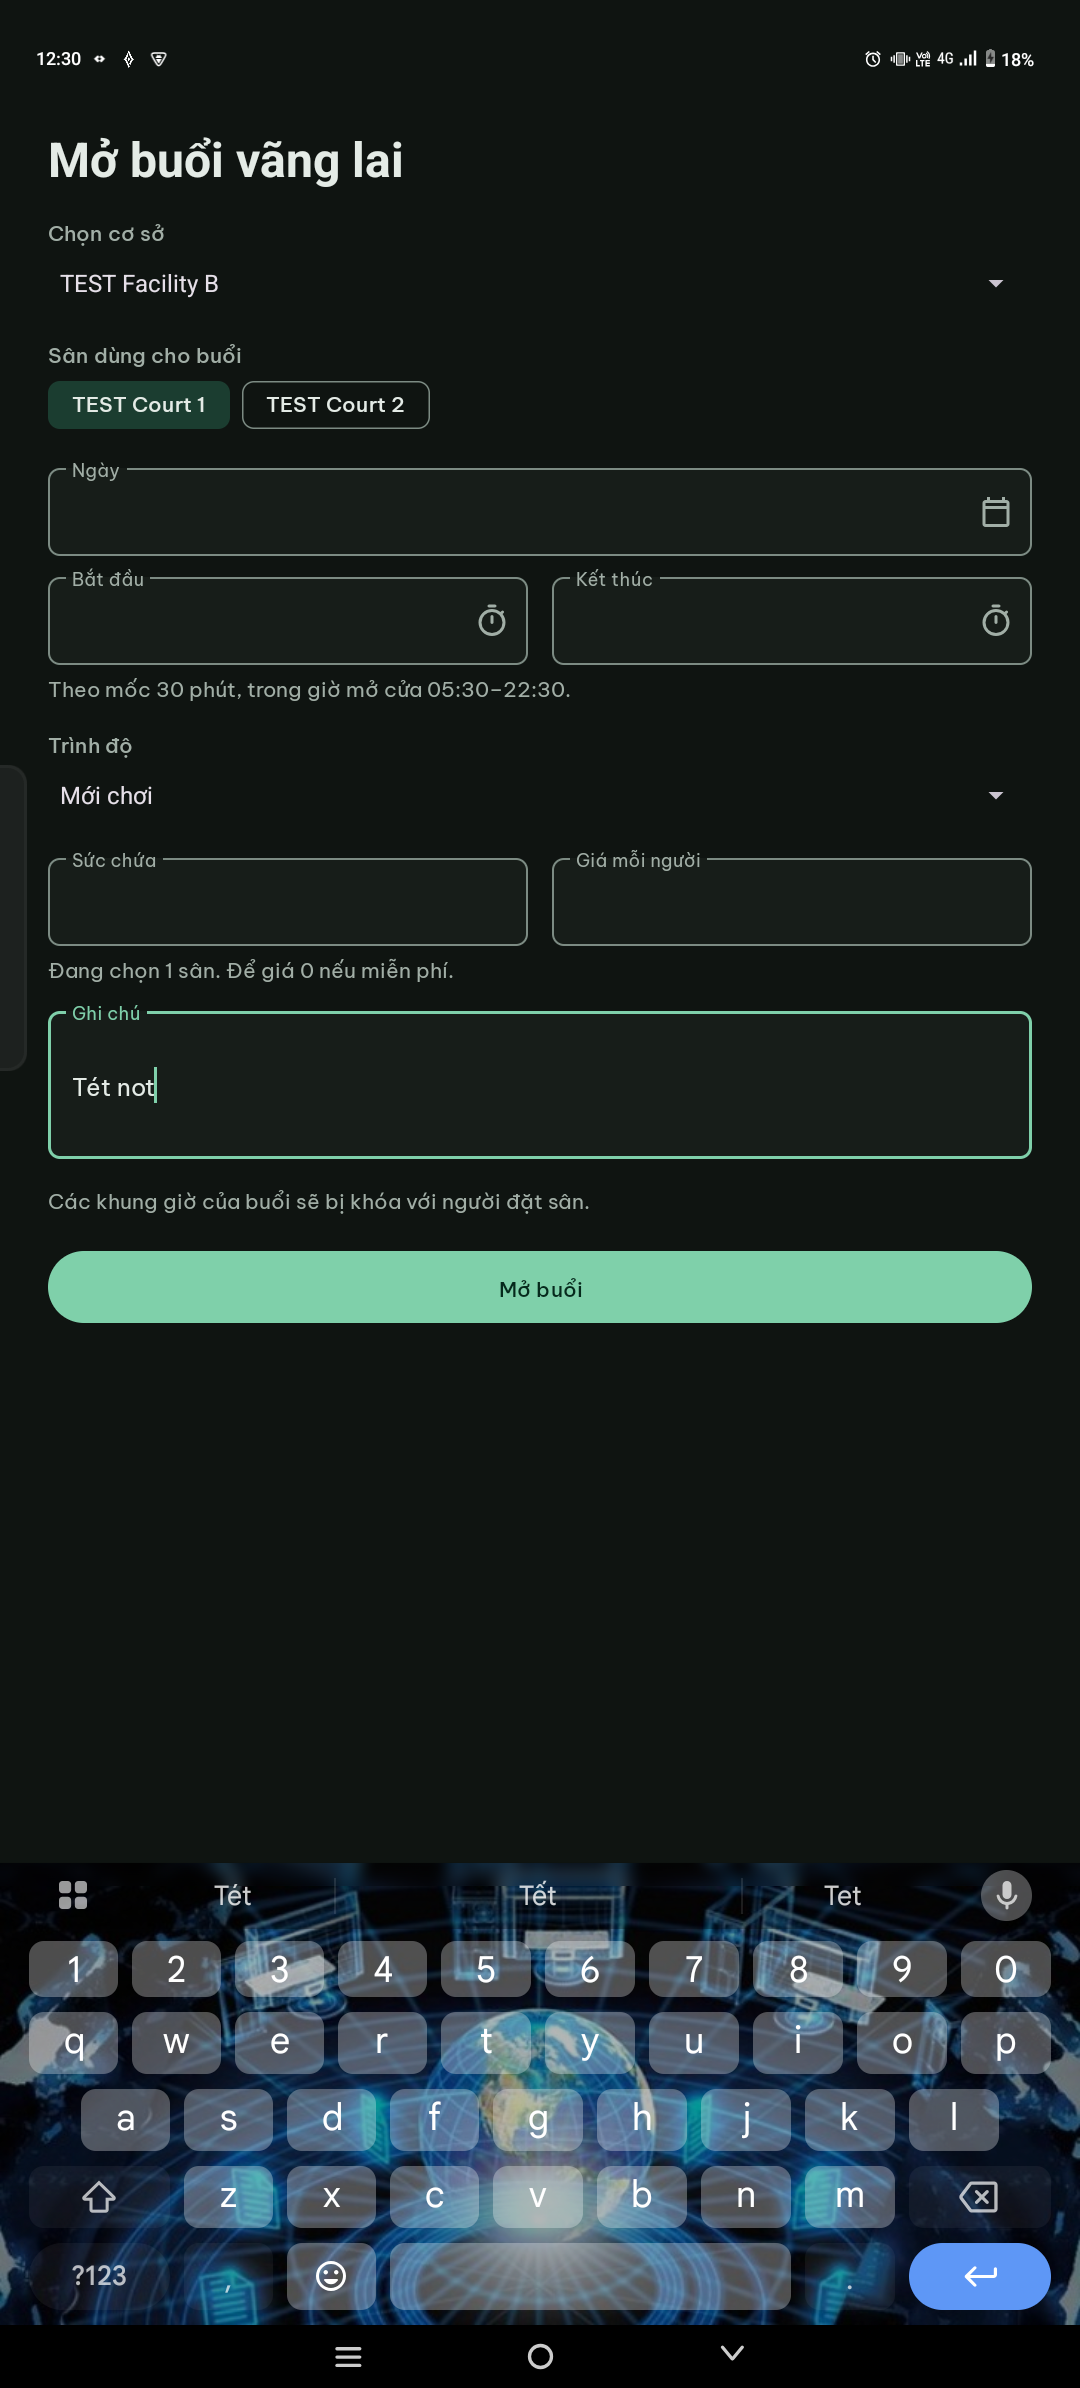 12:30
VoLTE 4G 18%
Mở buổi vãng lai
Chọn cơ sở
TEST Facility B
Sân dùng cho buổi
TEST Court 1 TEST Court 2
Ngày
Bắt đầu Kết thúc
Theo mốc 30 phút, trong giờ mở cửa 05:30–22:30.
Trình độ
Mới chơi
Sức chứa Giá mỗi người
Đang chọn 1 sân. Để giá 0 nếu miễn phí.
Ghi chú
Tét not
Các khung giờ của buổi sẽ bị khóa với người đặt sân.
Mở buổi
Tét Tết Tet
1 2 3 4 5 6 7 8 9 0
q w e r t y u i o p
a s d f g h j k l
z x c v b n m
?123 , .